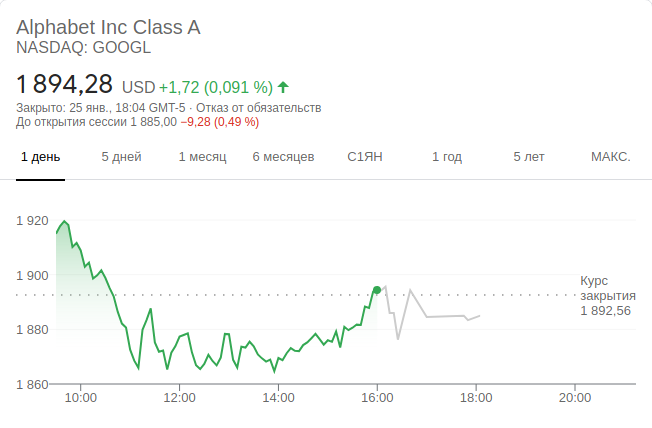 Alphabet Inc Class A
NASDAQ: GOOGL
1 894,28 USD +1,72 (0,091 %)
Закрыто: 25 янв., 18:04 GMT-5 · Отказ от обязательств
До открытия сессии 1 885,00 −9,28 (0,49 %)
1 день 5 дней 1 месяц 6 месяцев С1ЯН 1 год 5 лет МАКС.
1 920
1 900
Курс
закрытия
1 892,56
1 880
1 860
10:00 12:00 14:00 16:00 18:00 20:00